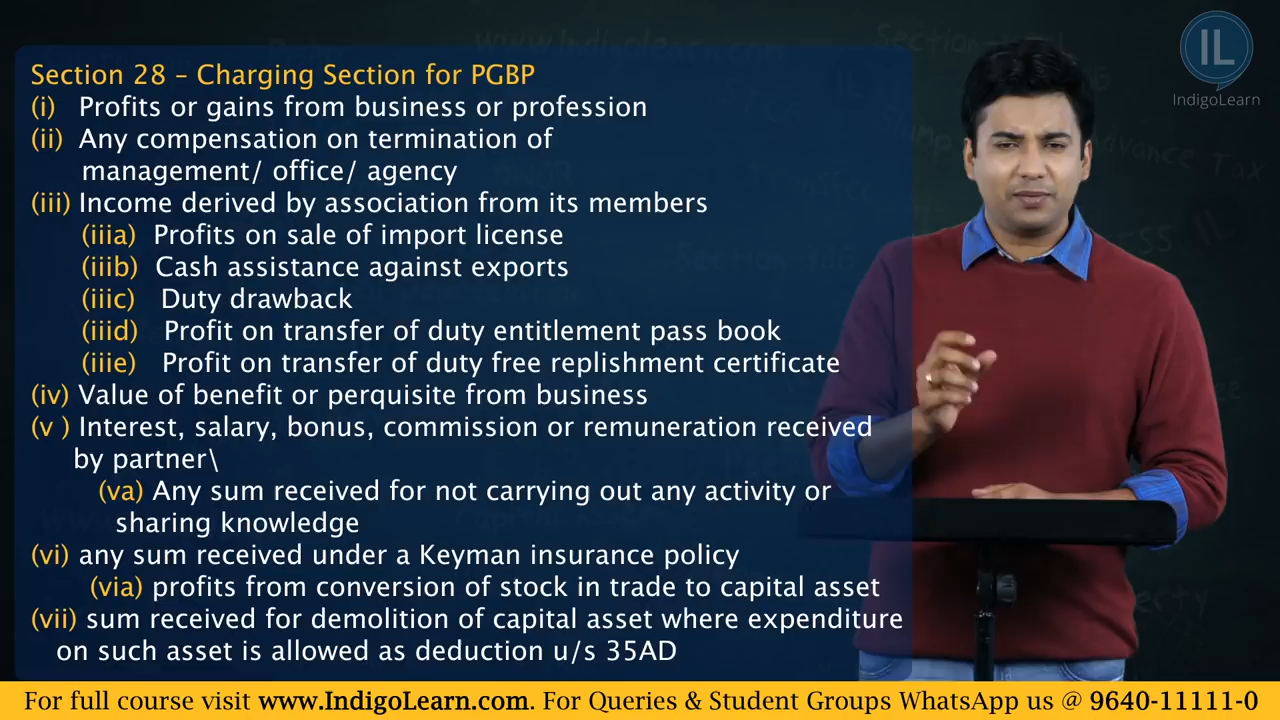 Section 28 – Charging Section for PGBP
(i) Profits or gains from business or profession
(ii) Any compensation on termination of
management/ office/ agency
(iii) Income derived by association from its members
(iiia) Profits on sale of import license
(iiib) Cash assistance against exports
(iiic) Duty drawback
(iiid) Profit on transfer of duty entitlement pass book
(iiie) Profit on transfer of duty free replishment certificate
(iv) Value of benefit or perquisite from business
(v ) Interest, salary, bonus, commission or remuneration received
by partner\
(va) Any sum received for not carrying out any activity or
sharing knowledge
(vi) any sum received under a Keyman insurance policy
(via) profits from conversion of stock in trade to capital asset
(vii) sum received for demolition of capital asset where expenditure
on such asset is allowed as deduction u/s 35AD
IL
IndigoLearn
For full course visit www.IndigoLearn.com. For Queries & Student Groups WhatsApp us @ 9640-11111-0